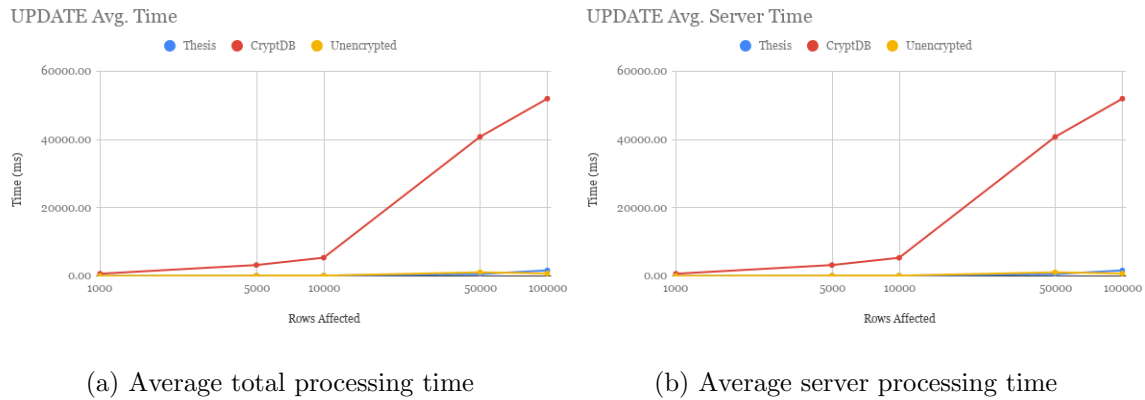 UPDATE Avg. Time
Thesis CryptDB Unencrypted
60000.00
40000.00
20000.00
0.00
Time (ms)
1000 5000 10000 50000 100000
Rows Affected
(a) Average total processing time
UPDATE Avg. Server Time
Thesis CryptDB Unencrypted
60000.00
40000.00
20000.00
0.00
Time (ms)
1000 5000 10000 50000 100000
Rows Affected
(b) Average server processing time